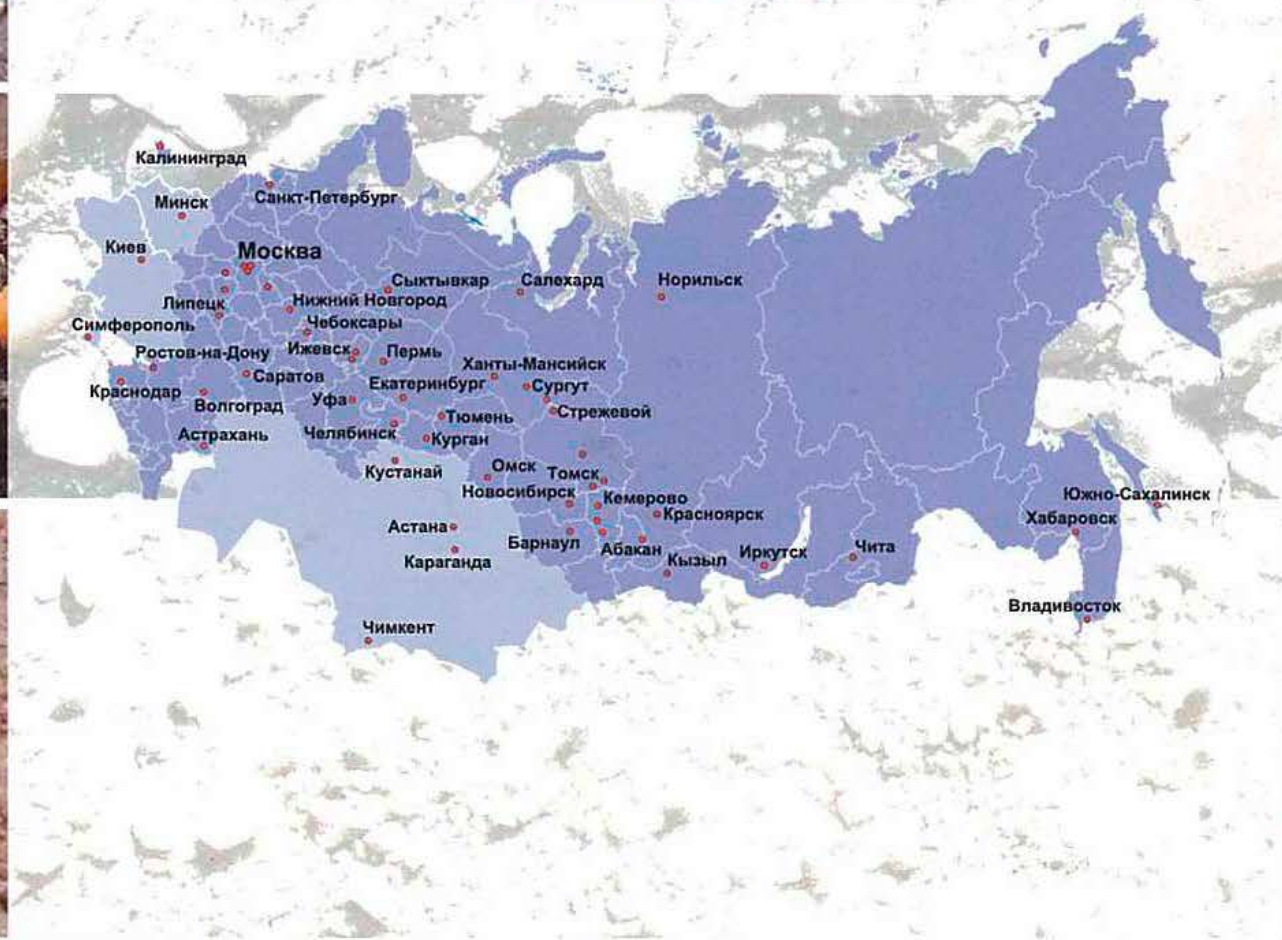 Калининград
Минск
Санкт-Петербург
Киев
Москва
Сыктывкар
Салехард
Норильск
Липецк
Нижний Новгород
Симферополь
Чебоксары
Ростов-на-Дону
Ижевск
Пермь
Ханты-Мансийск
Краснодар
Саратов
Екатеринбург
Сургут
Волгоград
Уфа
Тюмень
Стрежевой
Астрахань
Челябинск
Курган
Кустанай
Омск
Томск
Новосибирск
Кемерово
Красноярск
Южно-Сахалинск
Хабаровск
Астана
Барнаул
Абакан
Караганда
Кызыл
Иркутск
Чита
Владивосток
Чимкент